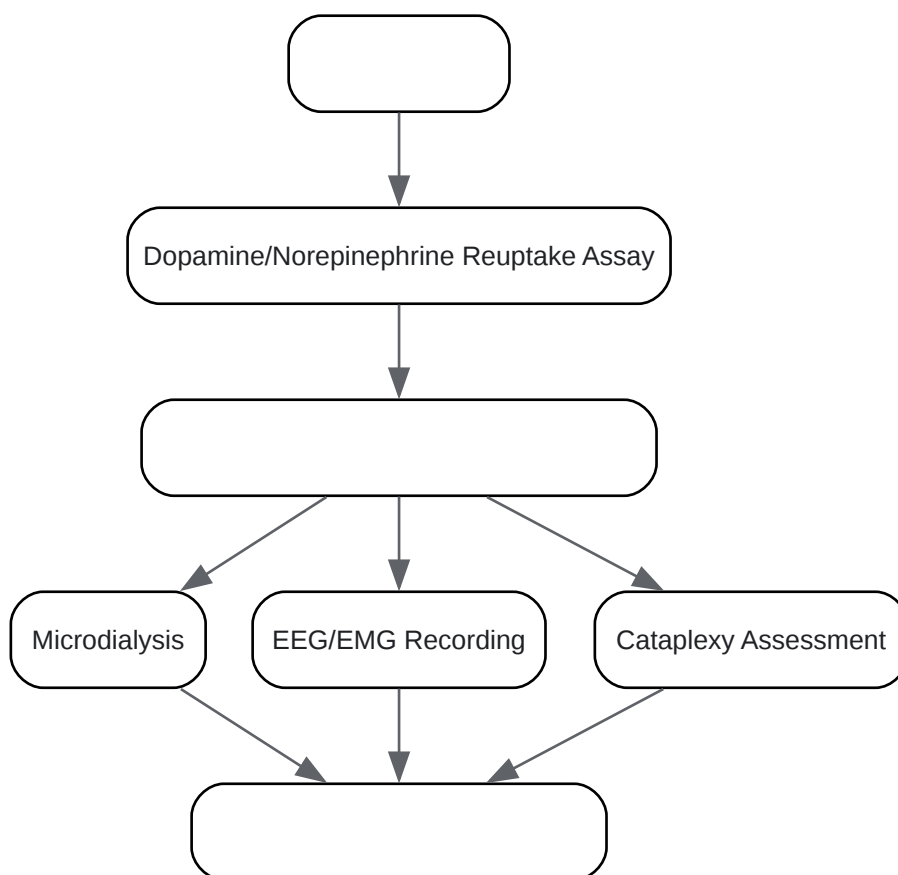 Dopamine/Norepinephrine Reuptake Assay
Microdialysis
EEG/EMG Recording
Cataplexy Assessment